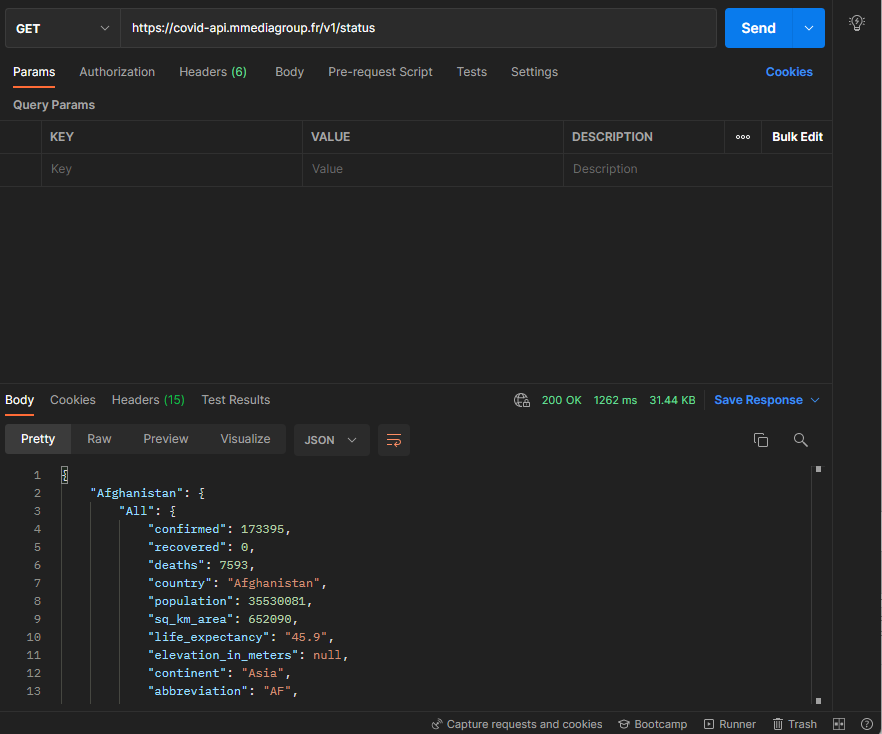 GET https://covid-api.mmediagroup.fr/v1/status Send
Params Authorization Headers (6) Body Pre-request Script Tests Settings Cookies
Query Params
KEY VALUE DESCRIPTION ooo Bulk Edit
Key Value Description
Body Cookies Headers (15) Test Results 200 OK 1262 ms 31.44 KB Save Response
Pretty Raw Preview Visualize JSON
1 {
2 "Afghanistan": {
3 "All": {
4 "confirmed": 173395,
5 "recovered": 0,
6 "deaths": 7593,
7 "country": "Afghanistan",
8 "population": 35530081,
9 "sq_km_area": 652090,
10 "life_expectancy": "45.9",
11 "elevation_in_meters": null,
12 "continent": "Asia",
13 "abbreviation": "AF",
Capture requests and cookies Bootcamp Runner Trash